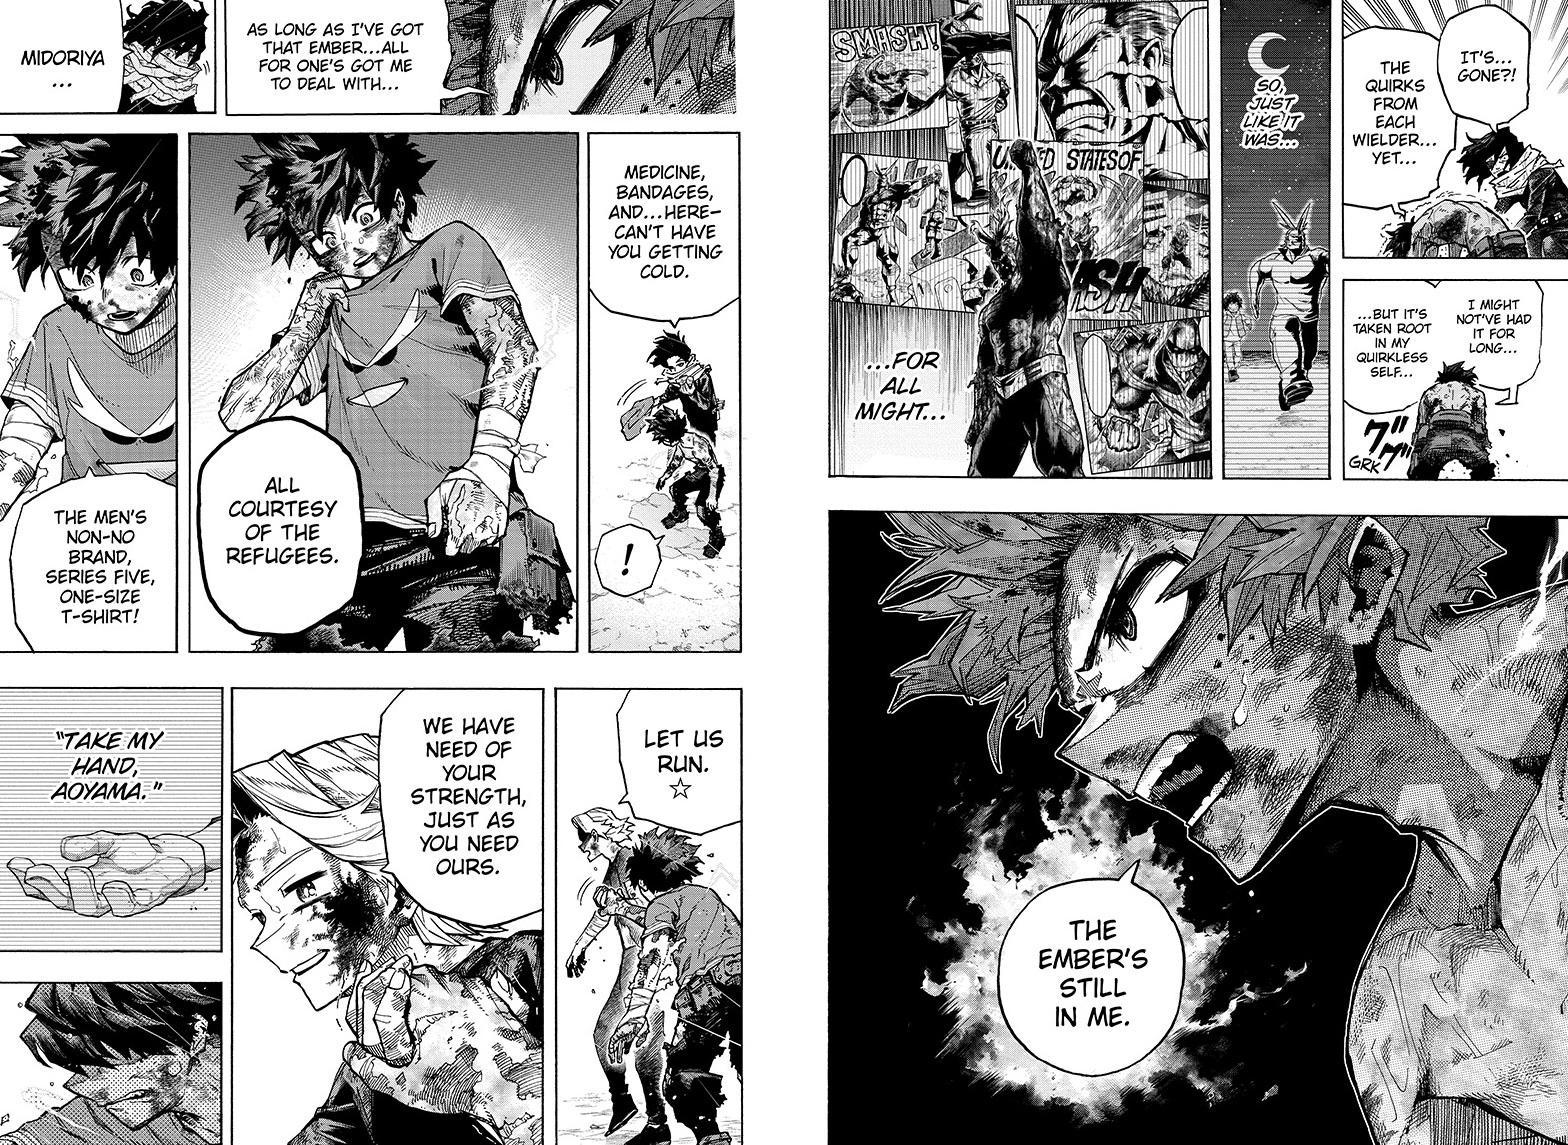 IT'S...
GONE?!
THE
QUIRKS
FROM
EACH
WIELDER...
YET...
I MIGHT
NOT'VE HAD
IT FOR
LONG...
...BUT IT'S
TAKEN ROOT
IN MY
QUIRKLESS
SELF...
ググ
GRK
SO,
JUST
LIKE IT
WAS...
SMASH!
STATES OF
ASH
...FOR
ALL
MIGHT...
THE
EMBER'S
STILL
IN ME.
AS LONG AS I'VE GOT
THAT EMBER...ALL
FOR ONE'S GOT ME
TO DEAL WITH...
MIDORIYA
...
MEDICINE,
BANDAGES,
AND...HERE–
CAN'T HAVE
YOU GETTING
COLD.
!
ALL
COURTESY
OF THE
REFUGEES.
THE MEN'S
NON-NO
BRAND,
SERIES FIVE,
ONE-SIZE
T-SHIRT!
LET US
RUN.
☆
WE HAVE
NEED OF
YOUR
STRENGTH,
JUST AS
YOU NEED
OURS.
"TAKE MY
HAND,
AOYAMA."